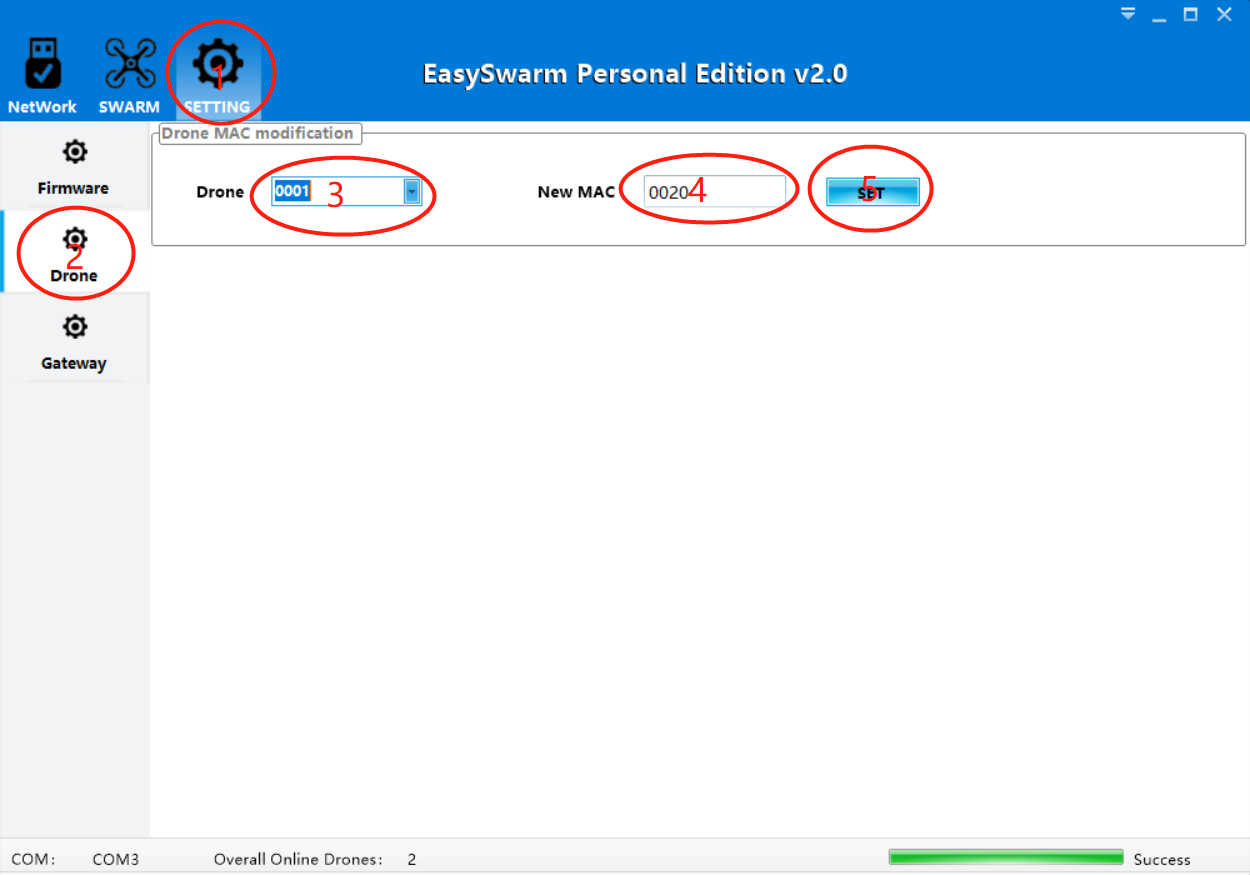 EasySwarm Personal Edition v2.0
NetWork SWARM SETTING
1
Drone MAC modification
Firmware
Drone 0001 3 New MAC 0020 4 SET 5
2
Drone
Gateway
COM: COM3 Overall Online Drones: 2 Success